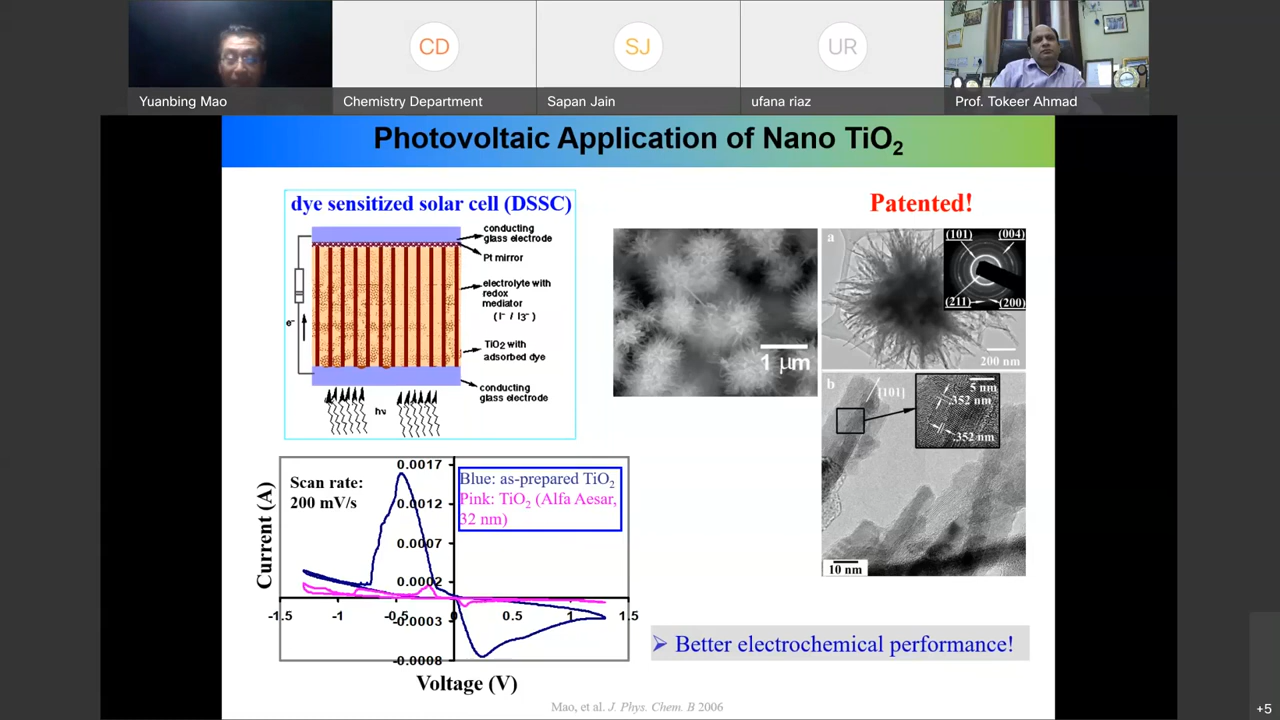 CD
SJ
UR
Yuanbing Mao
Chemistry Department
Sapan Jain
ufana riaz
Prof. Tokeer Ahmad
Photovoltaic Application of Nano TiO2
dye sensitized solar cell (DSSC)
conducting
glass electrode
Pt mirror
electrolyte with
redox
mediator
(I⁻ / I3⁻)
e⁻
TiO2 with
adsorbed dye
conducting
glass electrode
hν
Patented!
1 μm
a
(101)
(004)
(211)
(200)
200 nm
b
[101]
5 nm
.352 nm
.352 nm
10 nm
Scan rate:
200 mV/s
Blue: as-prepared TiO2
Pink: TiO2 (Alfa Aesar,
32 nm)
Current (A)
0.0017
0.0012
0.0007
0.0002
-0.0003
-0.0008
-1.5 -1 -0.5 0 0.5 1 1.5
Voltage (V)
➢ Better electrochemical performance!
Mao, et al. J. Phys. Chem. B 2006
+5